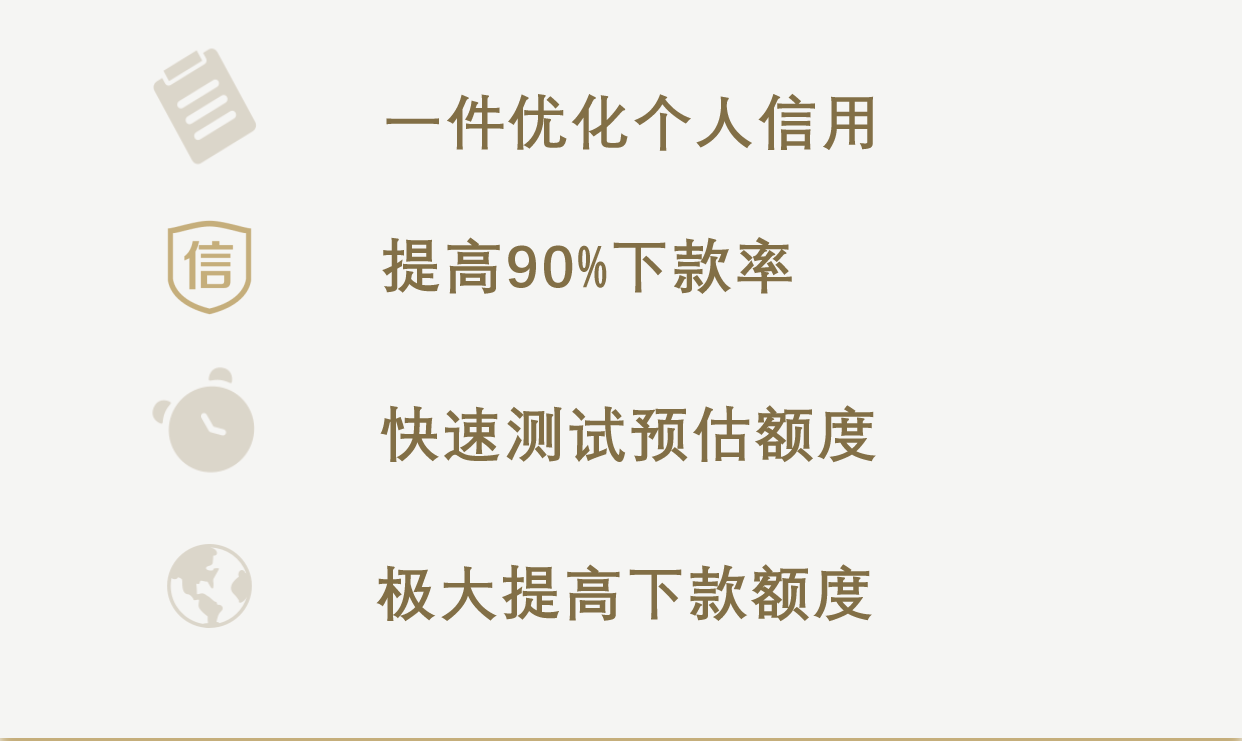 一件优化个人信用
信
提高90%下款率
快速测试预估额度
极大提高下款额度